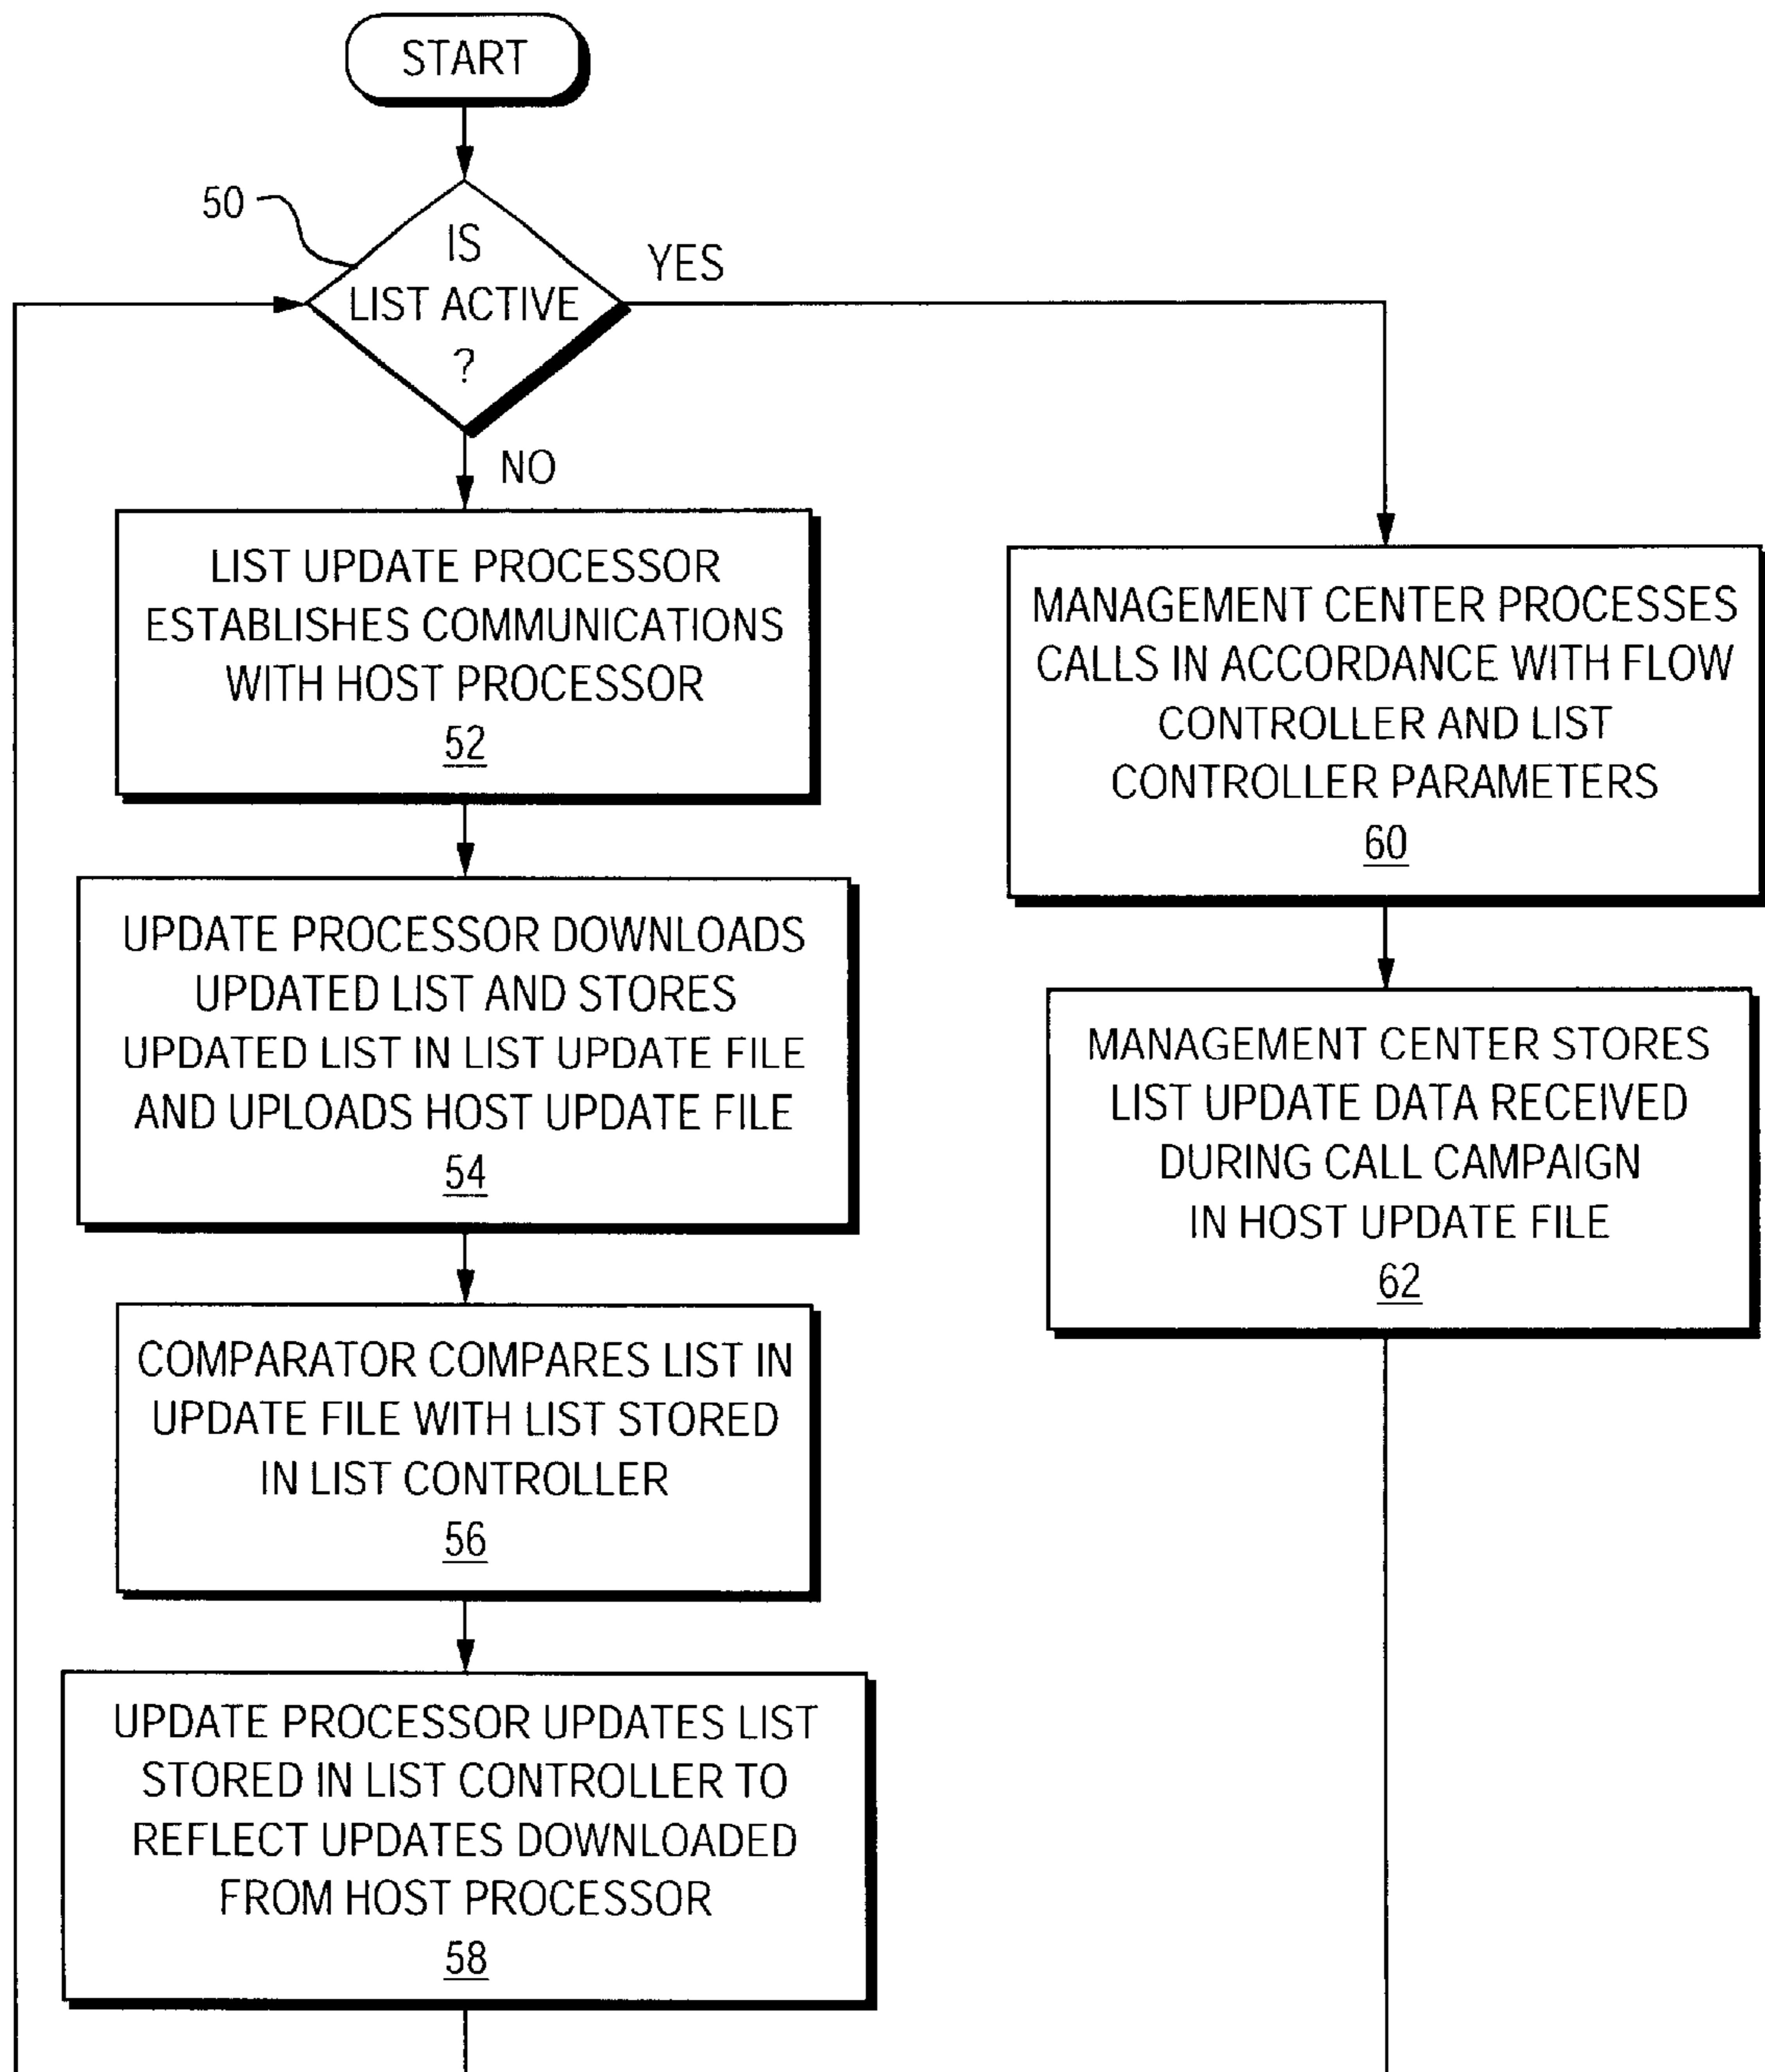 START
50
IS
LIST ACTIVE
?
YES
NO
LIST UPDATE PROCESSOR
ESTABLISHES COMMUNICATIONS
WITH HOST PROCESSOR
52
UPDATE PROCESSOR DOWNLOADS
UPDATED LIST AND STORES
UPDATED LIST IN LIST UPDATE FILE
AND UPLOADS HOST UPDATE FILE
54
COMPARATOR COMPARES LIST IN
UPDATE FILE WITH LIST STORED
IN LIST CONTROLLER
56
UPDATE PROCESSOR UPDATES LIST
STORED IN LIST CONTROLLER TO
REFLECT UPDATES DOWNLOADED
FROM HOST PROCESSOR
58
MANAGEMENT CENTER PROCESSES
CALLS IN ACCORDANCE WITH FLOW
CONTROLLER AND LIST
CONTROLLER PARAMETERS
60
MANAGEMENT CENTER STORES
LIST UPDATE DATA RECEIVED
DURING CALL CAMPAIGN
IN HOST UPDATE FILE
62